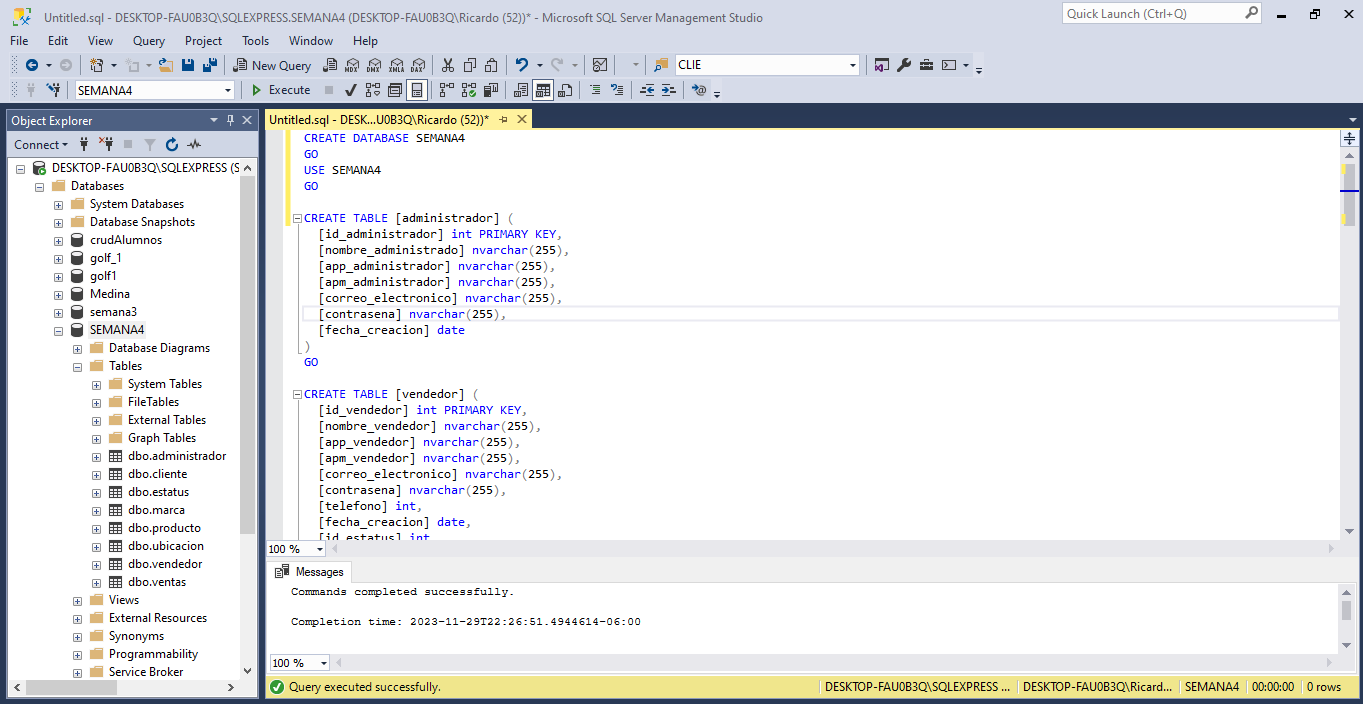 Untitled.sql - DESKTOP-FAU0B3Q\SQLEXPRESS.SEMANA4 (DESKTOP-FAU0B3Q\Ricardo (52))* - Microsoft SQL Server Management Studio
Quick Launch (Ctrl+Q)
File Edit View Query Project Tools Window Help
New Query
MDX DMX XMLA DAX
CLIE
SEMANA4
Execute
Object Explorer
Connect
DESKTOP-FAU0B3Q\SQLEXPRESS (S
Databases
System Databases
Database Snapshots
crudAlumnos
golf_1
golf1
Medina
semana3
SEMANA4
Database Diagrams
Tables
System Tables
FileTables
External Tables
Graph Tables
dbo.administrador
dbo.cliente
dbo.estatus
dbo.marca
dbo.producto
dbo.ubicacion
dbo.vendedor
dbo.ventas
Views
External Resources
Synonyms
Programmability
Service Broker
Untitled.sql - DESK...U0B3Q\Ricardo (52))*
CREATE DATABASE SEMANA4
GO
USE SEMANA4
GO
CREATE TABLE [administrador] (
[id_administrador] int PRIMARY KEY,
[nombre_administrado] nvarchar(255),
[app_administrador] nvarchar(255),
[apm_administrador] nvarchar(255),
[correo_electronico] nvarchar(255),
[contrasena] nvarchar(255),
[fecha_creacion] date
)
GO
CREATE TABLE [vendedor] (
[id_vendedor] int PRIMARY KEY,
[nombre_vendedor] nvarchar(255),
[app_vendedor] nvarchar(255),
[apm_vendedor] nvarchar(255),
[correo_electronico] nvarchar(255),
[contrasena] nvarchar(255),
[telefono] int,
[fecha_creacion] date,
[id_estatus] int
100 %
Messages
Commands completed successfully.
Completion time: 2023-11-29T22:26:51.4944614-06:00
100 %
Query executed successfully.
DESKTOP-FAU0B3Q\SQLEXPRESS ...
DESKTOP-FAU0B3Q\Ricard...
SEMANA4
00:00:00
0 rows